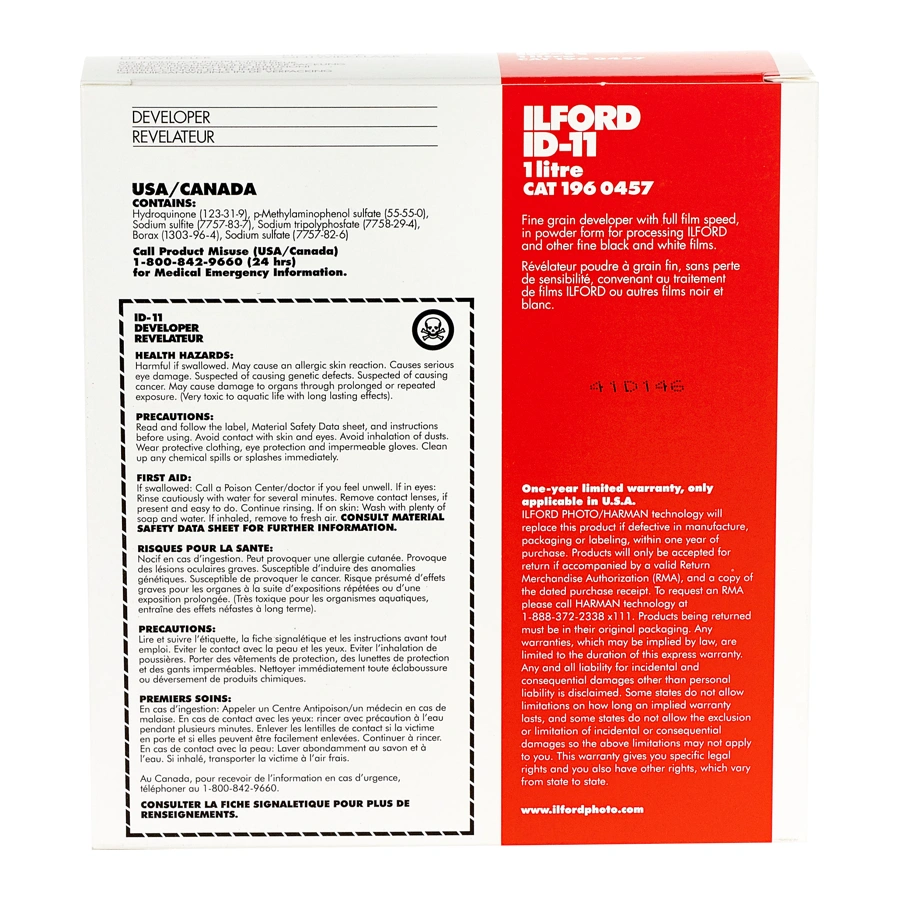 CAT 196 0457
DEVELOPER
REVELATEUR
USA/CANADA
CONTAINS:
Hydroquinone (123-31-9), p-Methylaminophenol sulfate (55-55-0),
Sodium sulfite (7757-83-7), Sodium tripolyphosfate (7758-29-4),
Borax (1303-96-4), Sodium sulfate (7757-82-6)
Call Product Misuse (USA/Canada)
1-800-842-9660 (24 hrs)
for Medical Emergency Information.
ID-11
DEVELOPER
REVELATEUR
HEALTH HAZARDS:
Harmful if swallowed. May cause an allergic skin reaction. Causes serious
eye damage. Suspected of causing genetic defects. Suspected of causing
cancer. May cause damage to organs through prolonged or repeated
exposure. (Very toxic to aquatic life with long lasting effects).
PRECAUTIONS:
Read and follow the label, Material Safety Data sheet, and instructions
before using. Avoid contact with skin and eyes. Avoid inhalation of dusts.
Wear protective clothing, eye protection and impermeable gloves. Clean
up any chemical spills or splashes immediately.
FIRST AID:
If swallowed: Call a Poison Center/doctor if you feel unwell. If in eyes:
Rinse cautiously with water for several minutes. Remove contact lenses, if
present and easy to do. Continue rinsing. If on skin: Wash with plenty of
soap and water. If inhaled, remove to fresh air. CONSULT MATERIAL
SAFETY DATA SHEET FOR FURTHER INFORMATION.
RISQUES POUR LA SANTE:
Nocif en cas d'ingestion. Peut provoquer une allergie cutanée. Provoque
des lésions oculaires graves. Susceptible d'induire des anomalies
génétiques. Susceptible de provoquer le cancer. Risque présumé d'effets
graves pour les organes à la suite d'expositions répétées ou d'une
exposition prolongée. (Très toxique pour les organismes aquatiques,
entraîne des effets néfastes à long terme).
PRECAUTIONS:
Lire et suivre l'étiquette, la fiche signalétique et les instructions avant tout
emploi. Eviter le contact avec la peau et les yeux. Eviter l'inhalation de
poussières. Porter des vêtements de protection, des lunettes de protection
et des gants imperméables. Nettoyer immédiatement toute éclaboussure
ou déversement de produits chimiques.
PREMIERS SOINS:
En cas d'ingestion: Appeler un Centre Antipoison/un médecin en cas de
malaise. En cas de contact avec les yeux: rincer avec précaution à l'eau
pendant plusieurs minutes. Enlever les lentilles de contact si la victime
en porte et si elles peuvent être facilement enlevées. Continuer à rincer.
En cas de contact avec la peau: Laver abondamment au savon et à
l'eau. Si inhalé, transporter la victime à l'air frais.
Au Canada, pour recevoir de l'information en cas d'urgence,
téléphoner au 1-800-842-9660.
CONSULTER LA FICHE SIGNALETIQUE POUR PLUS DE
RENSEIGNEMENTS.
ILFORD
ID-11
1 litre
CAT 196 0457
Fine grain developer with full film speed,
in powder form for processing ILFORD
and other fine black and white films.
Révélateur poudre à grain fin, sans perte
de sensibilité, convenant au traitement
de films ILFORD ou autres films noir et
blanc.
41D146
One-year limited warranty, only
applicable in U.S.A.
ILFORD PHOTO/HARMAN technology will
replace this product if defective in manufacture,
packaging or labeling, within one year of
purchase. Products will only be accepted for
return if accompanied by a valid Return
Merchandise Authorization (RMA), and a copy of
the dated purchase receipt. To request an RMA
please call HARMAN technology at
1-888-372-2338 x111. Products being returned
must be in their original packaging. Any
warranties, which may be implied by law, are
limited to the duration of this express warranty.
Any and all liability for incidental and
consequential damages other than personal
liability is disclaimed. Some states do not allow
limitations on how long an implied warranty
lasts, and some states do not allow the exclusion
or limitation of incidental or consequential
damages so the above limitations may not apply
to you. This warranty gives you specific legal
rights and you also have other rights, which vary
from state to state.
www.ilfordphoto.com